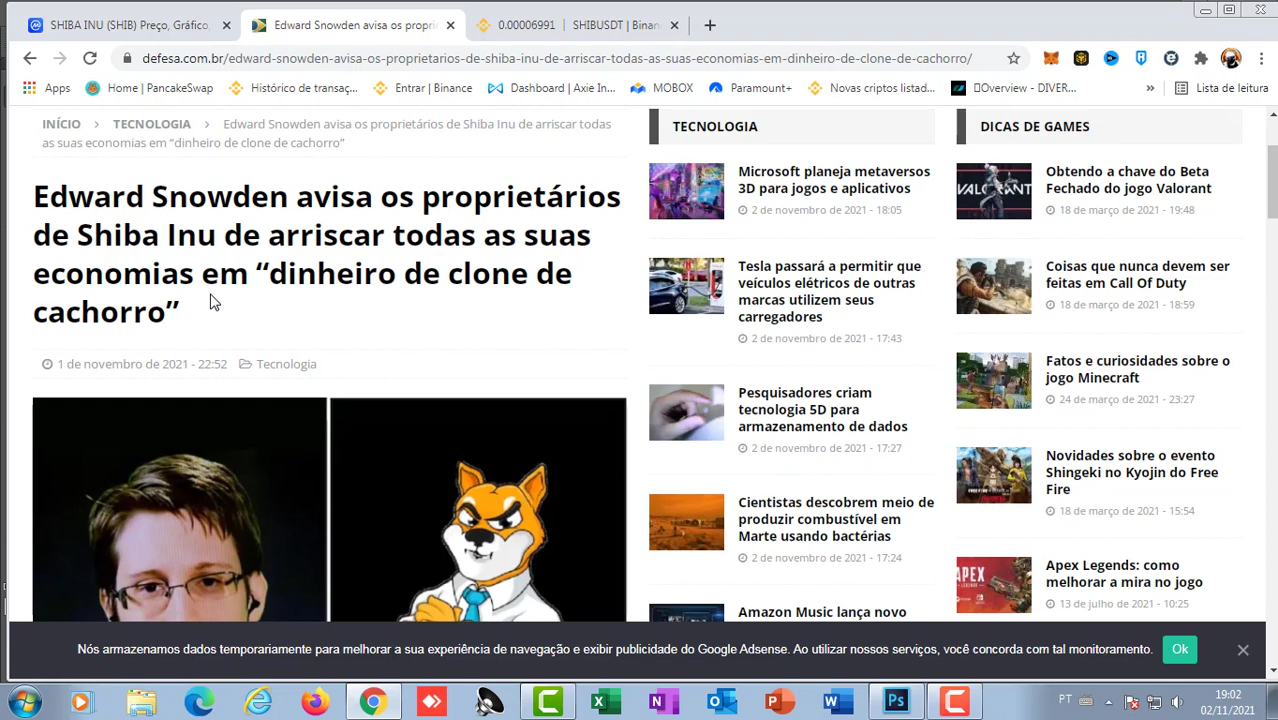 SHIBA INU (SHIB) Preço, Gráfico,
Edward Snowden avisa os propri
0.00006991 SHIBUSDT | Binan
defesa.com.br/edward-snowden-avisa-os-proprietarios-de-shiba-inu-de-arriscar-todas-as-suas-economias-em-dinheiro-de-clone-de-cachorro/
Apps
Home | PancakeSwap
Histórico de transaç...
Entrar | Binance
Dashboard | Axie In...
MOBOX
Paramount+
Novas criptos listad...
Overview - DIVER...
»
Lista de leitura
INÍCIO > TECNOLOGIA > Edward Snowden avisa os proprietários de Shiba Inu de arriscar todas
as suas economias em “dinheiro de clone de cachorro”
Edward Snowden avisa os proprietários
de Shiba Inu de arriscar todas as suas
economias em “dinheiro de clone de
cachorro”
1 de novembro de 2021 - 22:52 Tecnologia
TECNOLOGIA
Microsoft planeja metaversos
3D para jogos e aplicativos
2 de novembro de 2021 - 18:05
Tesla passará a permitir que
veículos elétricos de outras
marcas utilizem seus
carregadores
2 de novembro de 2021 - 17:43
Pesquisadores criam
tecnologia 5D para
armazenamento de dados
2 de novembro de 2021 - 17:27
Cientistas descobrem meio de
produzir combustível em
Marte usando bactérias
2 de novembro de 2021 - 17:24
Amazon Music lança novo
DICAS DE GAMES
VALORANT
Obtendo a chave do Beta
Fechado do jogo Valorant
18 de março de 2021 - 19:48
Coisas que nunca devem ser
feitas em Call Of Duty
18 de março de 2021 - 18:59
Fatos e curiosidades sobre o
jogo Minecraft
24 de março de 2021 - 23:27
Novidades sobre o evento
Shingeki no Kyojin do Free
Fire
18 de março de 2021 - 15:54
APEX
Apex Legends: como
melhorar a mira no jogo
13 de julho de 2021 - 10:25
Nós armazenamos dados temporariamente para melhorar a sua experiência de navegação e exibir publicidade do Google Adsense. Ao utilizar nossos serviços, você concorda com tal monitoramento.
Ok
PT
19:02
02/11/2021